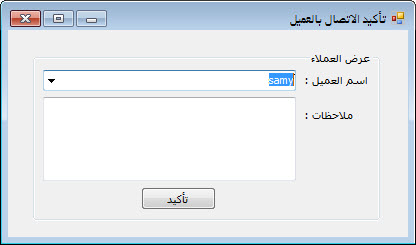 تأكيد الاتصال بالعميل
عرض العملاء
اسم العميل :
samy
ملاحظات :
تأكيد